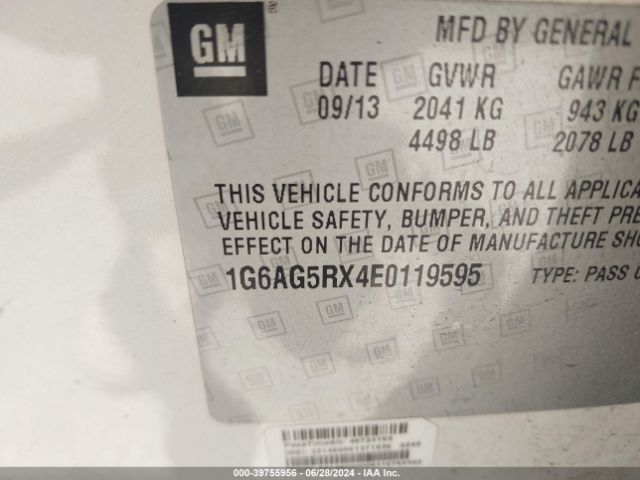 GM
MFD BY GENERAL
DATE GVWR GAWR F
09/13 2041 KG 943 KG
4498 LB 2078 LB
THIS VEHICLE CONFORMS TO ALL APPLICA
VEHICLE SAFETY, BUMPER, AND THEFT PRE
EFFECT ON THE DATE OF MANUFACTURE SHO
1G6AG5RX4E0119595 TYPE: PASS C
00-39755956 - 06/28/2024 - IAA Inc.